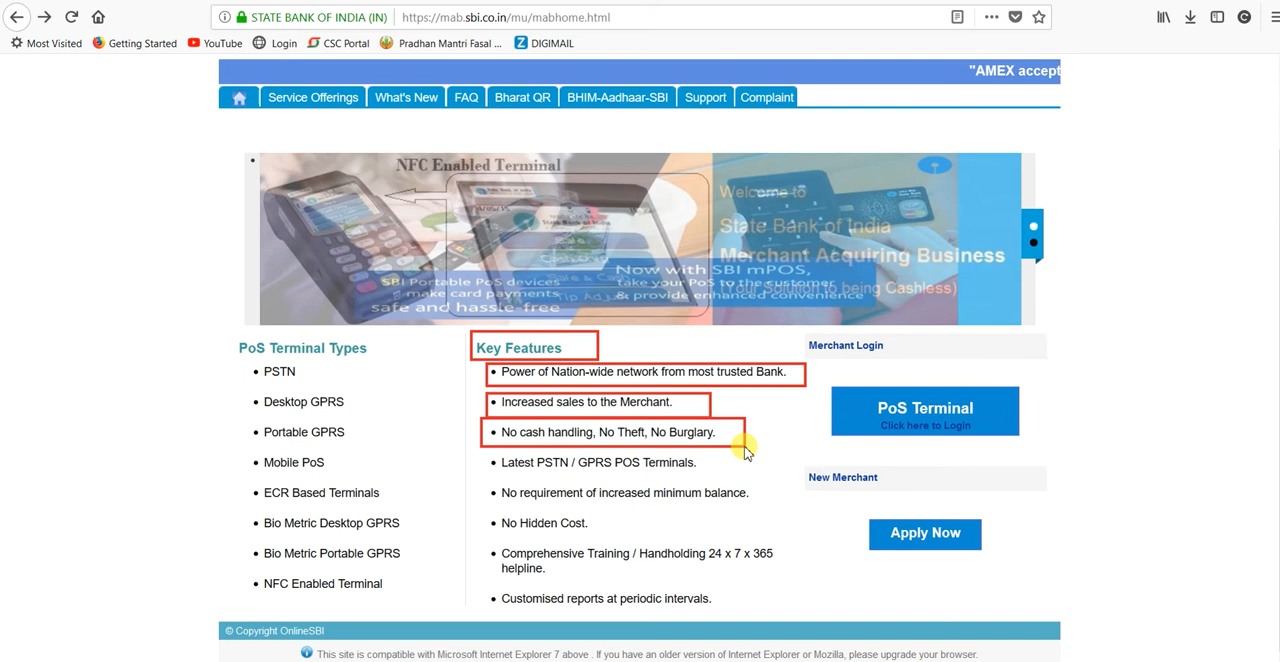 STATE BANK OF INDIA (IN)
https://mab.sbi.co.in/mu/mabhome.html
Most Visited
Getting Started
YouTube
Login
CSC Portal
Pradhan Mantri Fasal ...
DIGIMAIL
"AMEX accept
Service Offerings
What's New
FAQ
Bharat QR
BHIM-Aadhaar-SBI
Support
Complaint
NFC Enabled Terminal
Welcome to
State Bank of India
Merchant Acquiring Business
(Your Solution to being Cashless)
SBI Portable PoS devices
make card payments
safe and hassle-free
Now with SBI mPOS,
take your PoS to the customer
& provide enhanced convenience
PoS Terminal Types
• PSTN
• Desktop GPRS
• Portable GPRS
• Mobile PoS
• ECR Based Terminals
• Bio Metric Desktop GPRS
• Bio Metric Portable GPRS
• NFC Enabled Terminal
Key Features
• Power of Nation-wide network from most trusted Bank.
• Increased sales to the Merchant.
• No cash handling, No Theft, No Burglary.
• Latest PSTN / GPRS POS Terminals.
• No requirement of increased minimum balance.
• No Hidden Cost.
• Comprehensive Training / Handholding 24 x 7 x 365
helpline.
• Customised reports at periodic intervals.
Merchant Login
PoS Terminal
Click here to Login
New Merchant
Apply Now
© Copyright OnlineSBI
This site is compatible with Microsoft Internet Explorer 7 above . If you have an older version of Internet Explorer or Mozilla, please upgrade your browser.